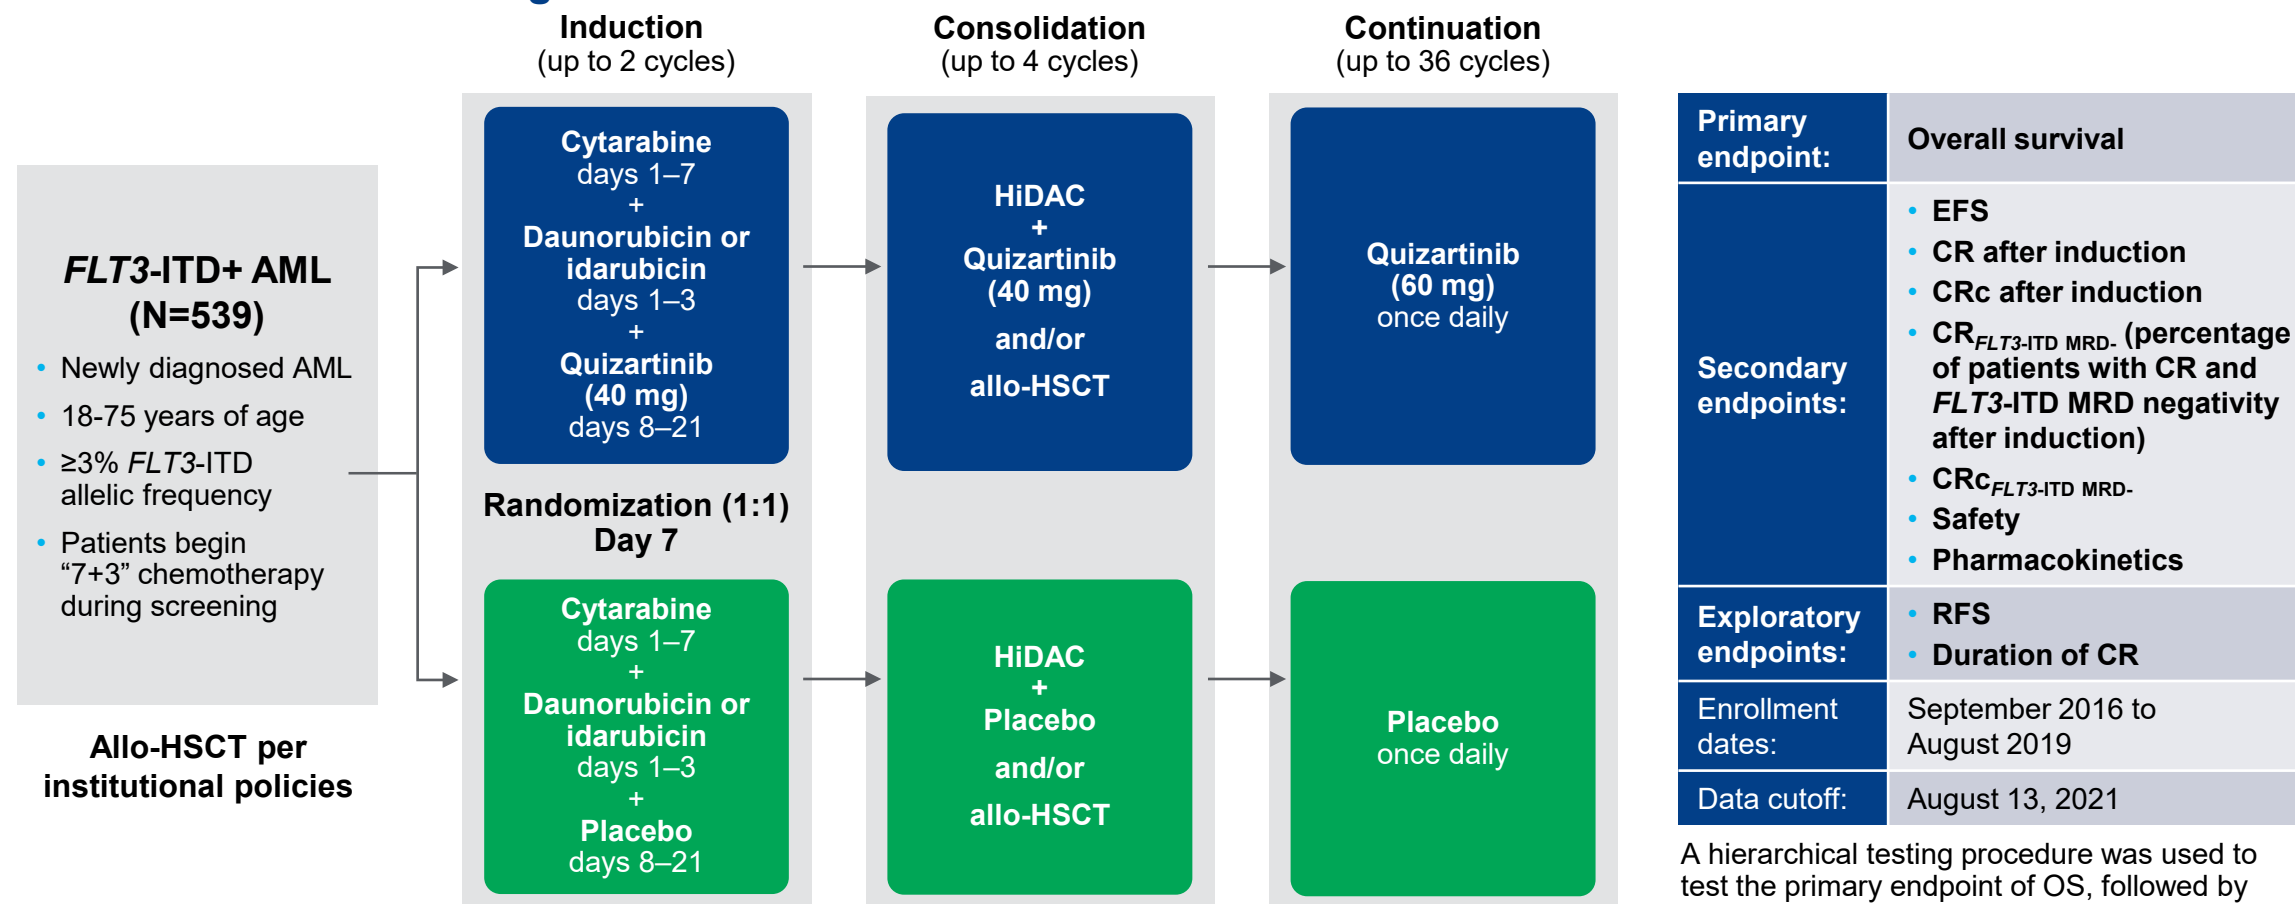 Induction
(up to 2 cycles)
Consolidation
(up to 4 cycles)
Continuation
(up to 36 cycles)
FLT3-ITD+ AML
(N=539)
• Newly diagnosed AML
• 18-75 years of age
• ≥3% FLT3-ITD
allelic frequency
• Patients begin
“7+3” chemotherapy
during screening
Allo-HSCT per
institutional policies
Cytarabine
days 1–7
+
Daunorubicin or
idarubicin
days 1–3
+
Quizartinib
(40 mg)
days 8–21
Randomization (1:1)
Day 7
Cytarabine
days 1–7
+
Daunorubicin or
idarubicin
days 1–3
+
Placebo
days 8–21
HiDAC
+
Quizartinib
(40 mg)
and/or
allo-HSCT
HiDAC
+
Placebo
and/or
allo-HSCT
Quizartinib
(60 mg)
once daily
Placebo
once daily
Primary
endpoint:
Overall survival
Secondary
endpoints:
• EFS
• CR after induction
• CRc after induction
• CRFLT3-ITD MRD- (percentage
of patients with CR and
FLT3-ITD MRD negativity
after induction)
• CRcFLT3-ITD MRD-
• Safety
• Pharmacokinetics
Exploratory
endpoints:
• RFS
• Duration of CR
Enrollment
dates:
September 2016 to
August 2019
Data cutoff:
August 13, 2021
A hierarchical testing procedure was used to
test the primary endpoint of OS, followed by